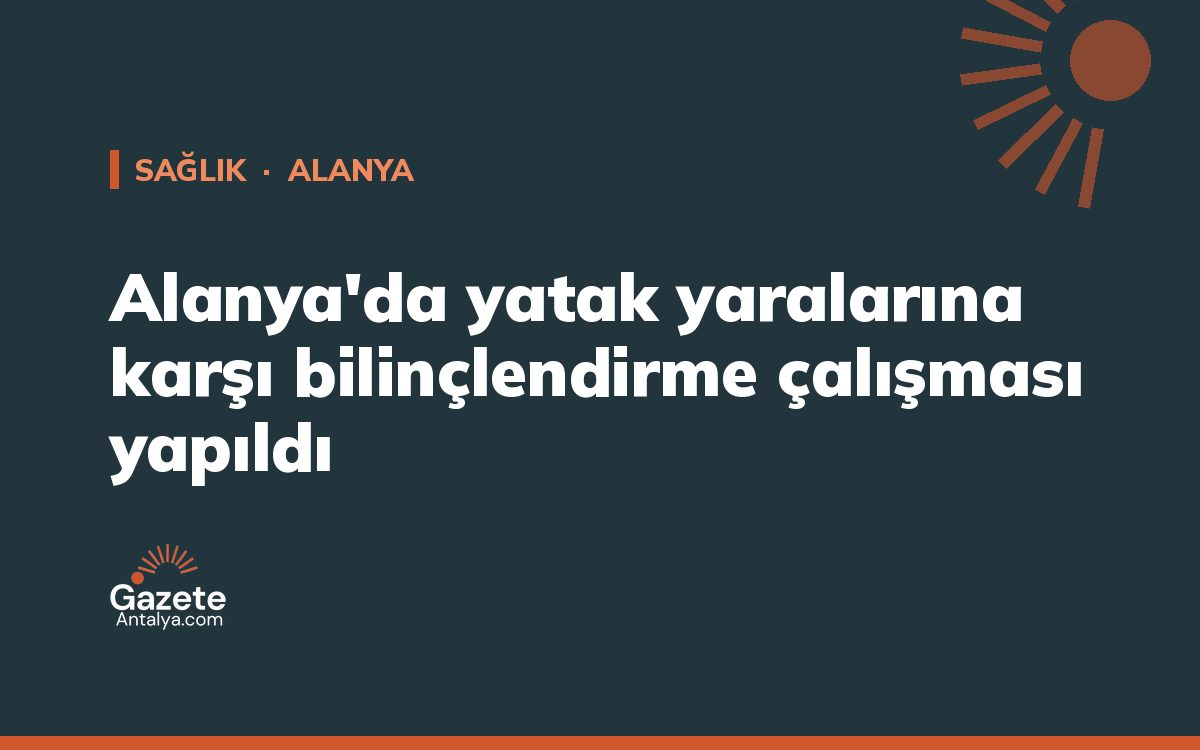 SAĞLIK · ALANYA
Alanya'da yatak yaralarına
karşı bilinçlendirme çalışması
yapıldı
Gazete
Antalya.com